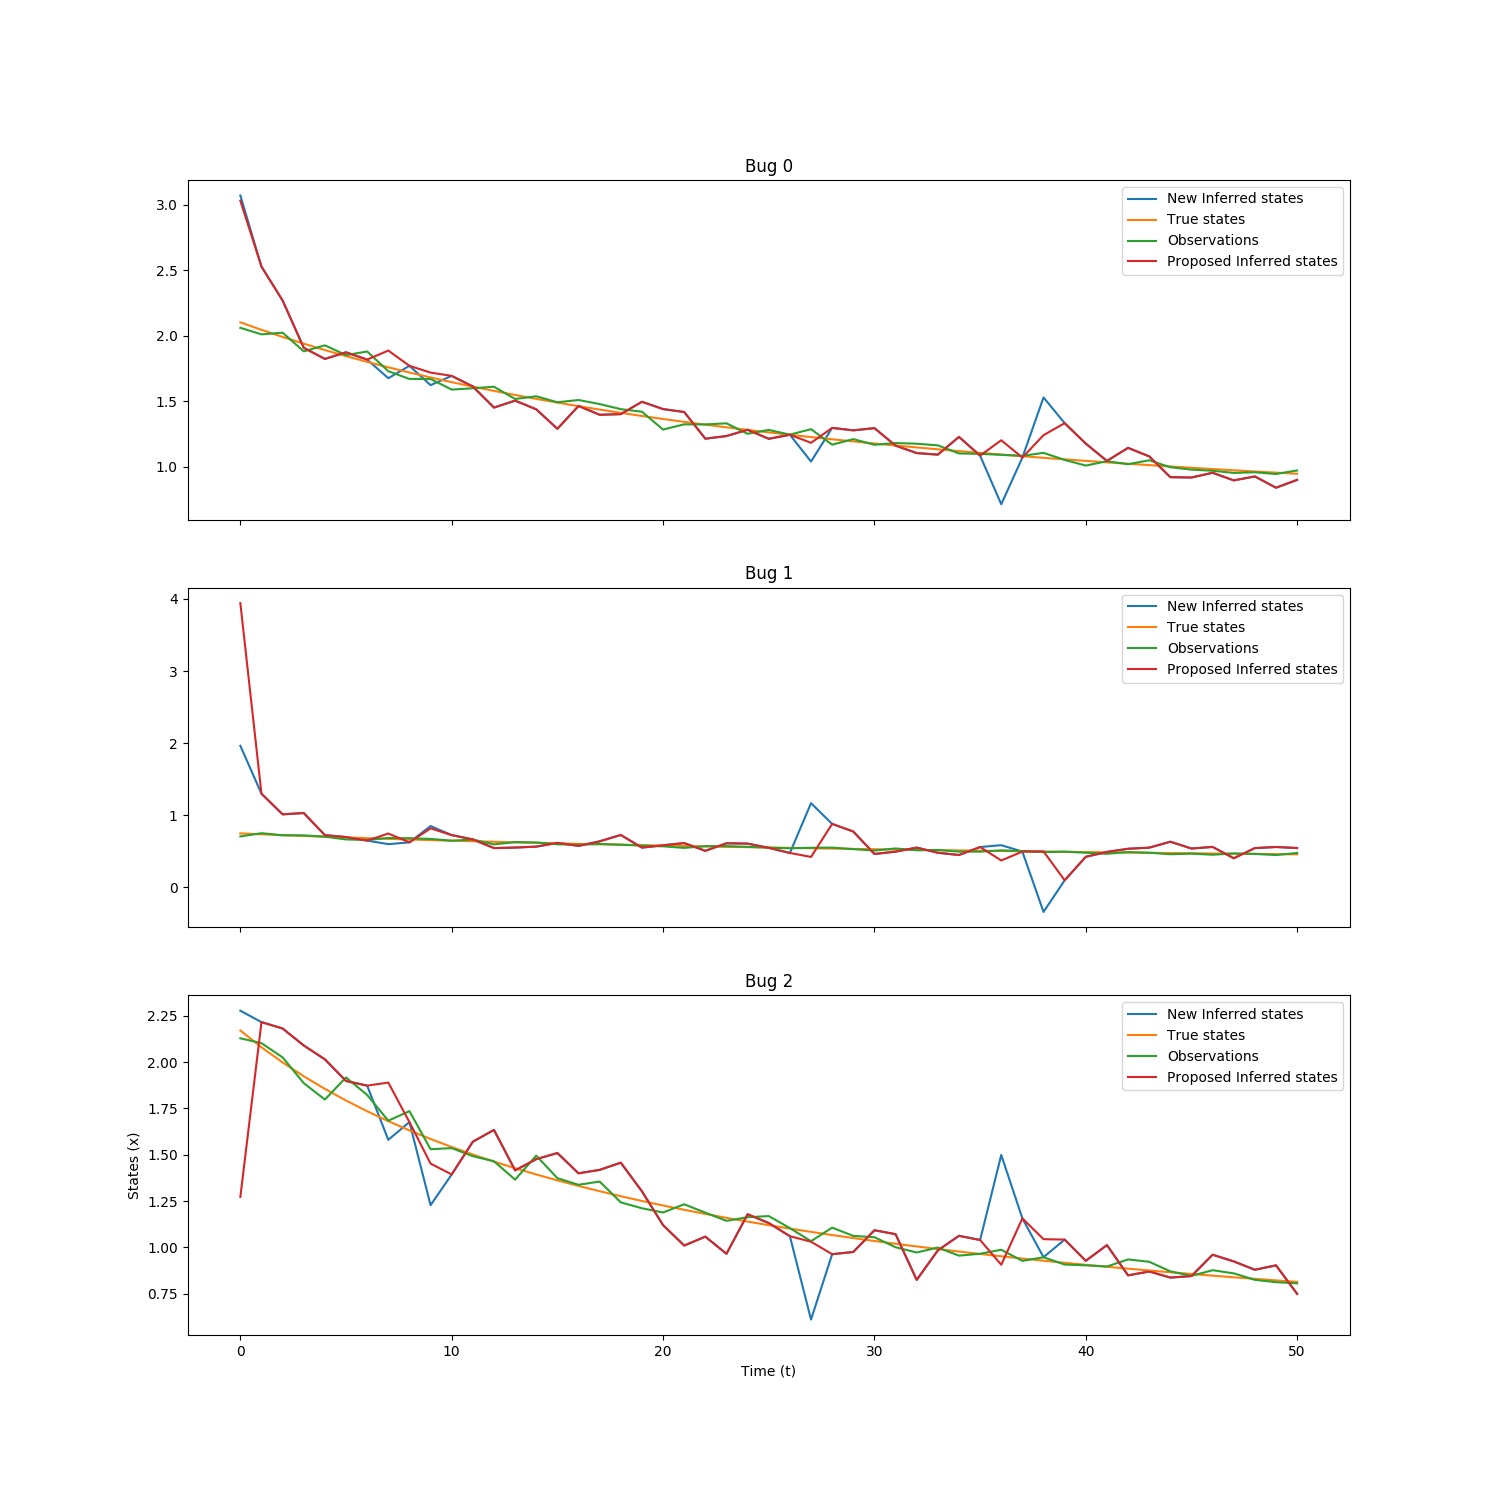 Bug 0
3.0
2.5
2.0
1.5
1.0
New Inferred states
True states
Observations
Proposed Inferred states
Bug 1
4
3
2
1
0
New Inferred states
True states
Observations
Proposed Inferred states
Bug 2
2.25
2.00
1.75
1.50
1.25
1.00
0.75
States (x)
New Inferred states
True states
Observations
Proposed Inferred states
0 10 20 30 40 50
Time (t)